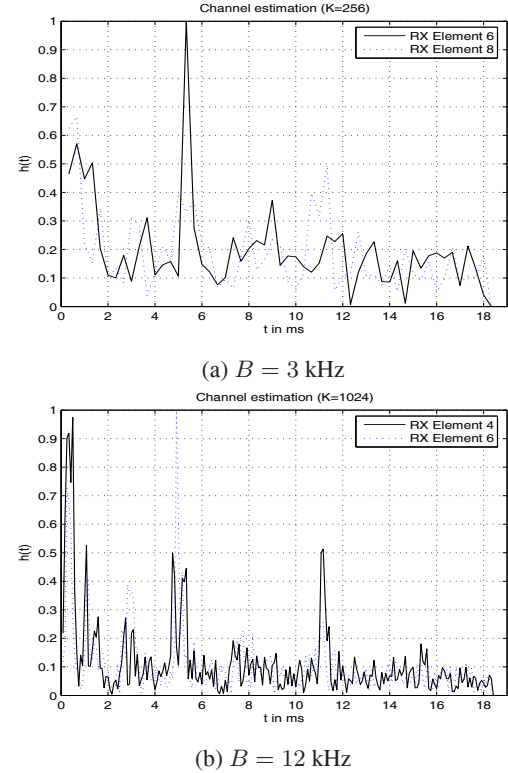 Channel estimation (K=256)
RX Element 6
RX Element 8
1
0.9
0.8
0.7
0.6
0.5
0.4
0.3
0.2
0.1
0
h(t)
0 2 4 6 8 10 12 14 16 18
t in ms
(a) B = 3 kHz
Channel estimation (K=1024)
RX Element 4
RX Element 6
1
0.9
0.8
0.7
0.6
0.5
0.4
0.3
0.2
0.1
0
h(t)
0 2 4 6 8 10 12 14 16 18
t in ms
(b) B = 12 kHz